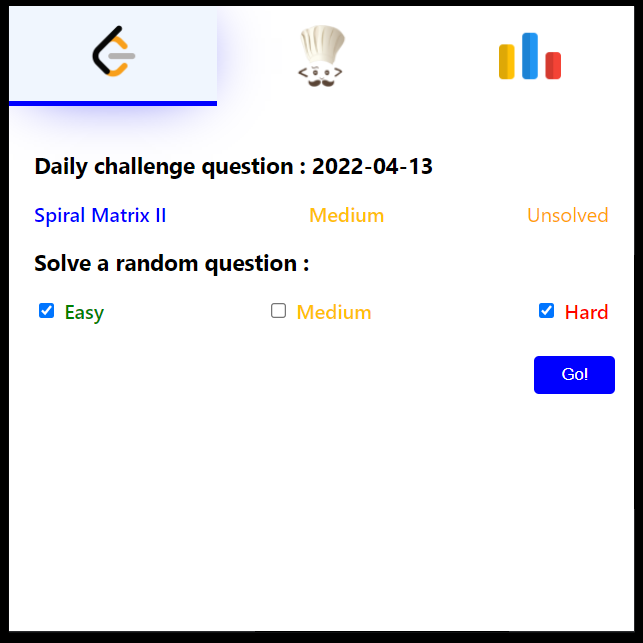 Daily challenge question : 2022-04-13
Spiral Matrix II Medium Unsolved
Solve a random question :
Easy Medium Hard
Go!